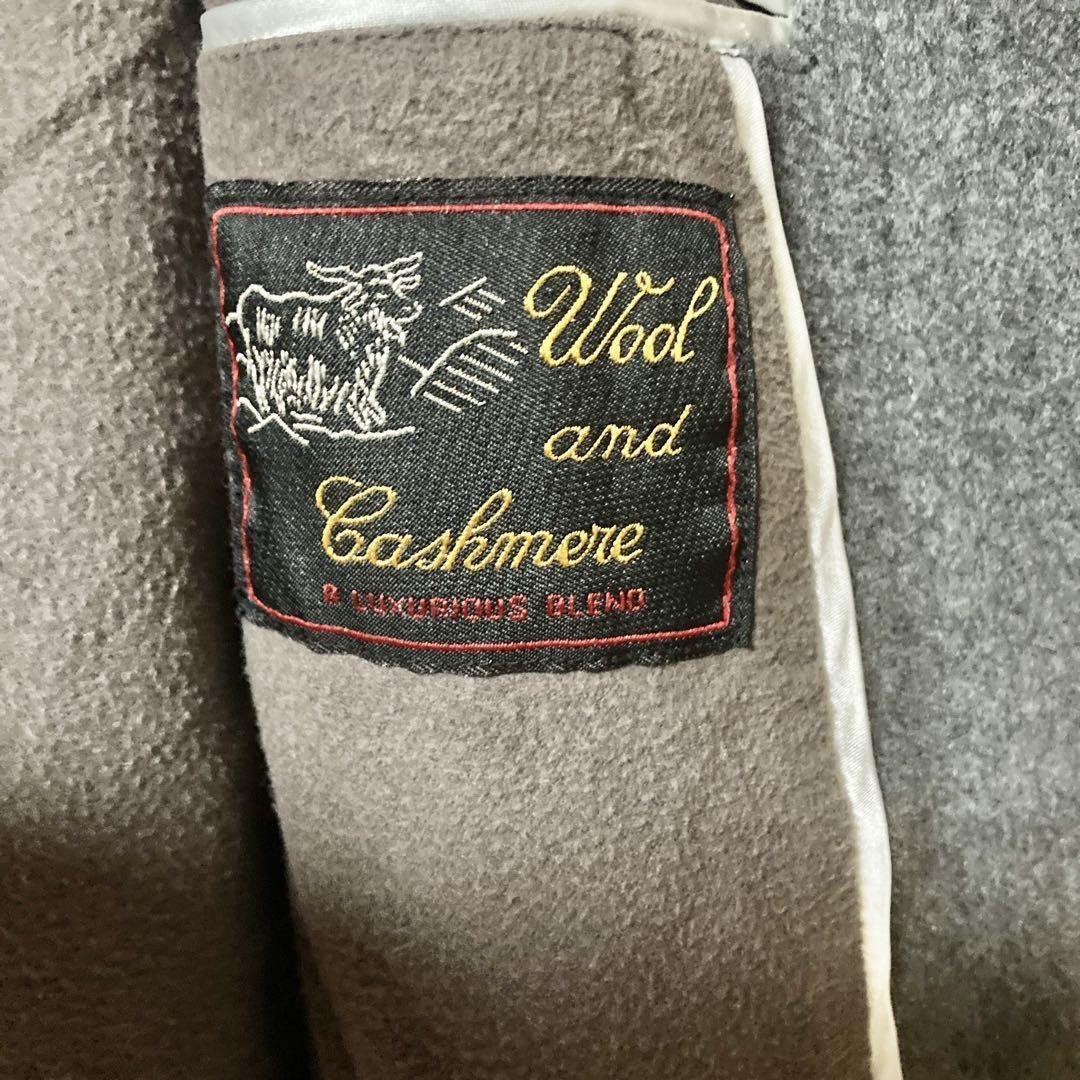 Wool
and
Cashmere
A LUXURIOUS BLEND